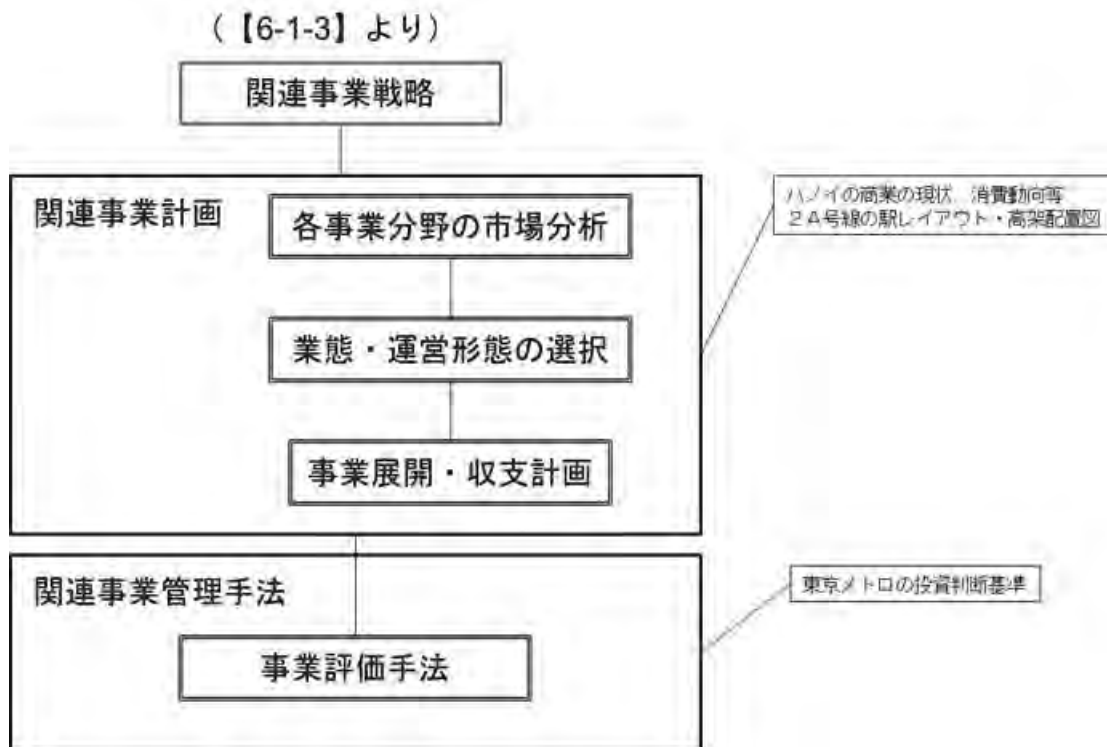 (【6-1-3】より)
関連事業戦略
関連事業計画
各事業分野の市場分析
ハノイの商業の現状、消費動向等
2A号線の駅レイアウト・高架配置図
業態・運営形態の選択
事業展開・収支計画
関連事業管理手法
東京メトロの投資判断基準
事業評価手法